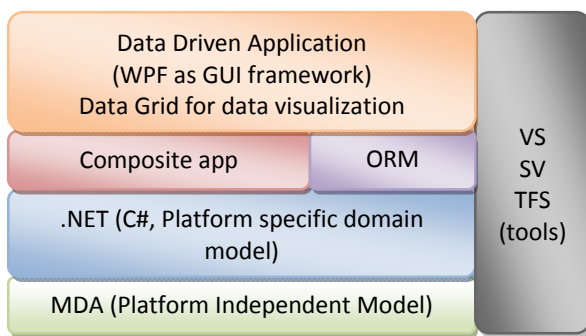 Data Driven Application
(WPF as GUI framework)
Data Grid for data visualization
Composite app
ORM
.NET (C#, Platform specific domain
model)
MDA (Platform Independent Model)
VS
SV
TFS
(tools)